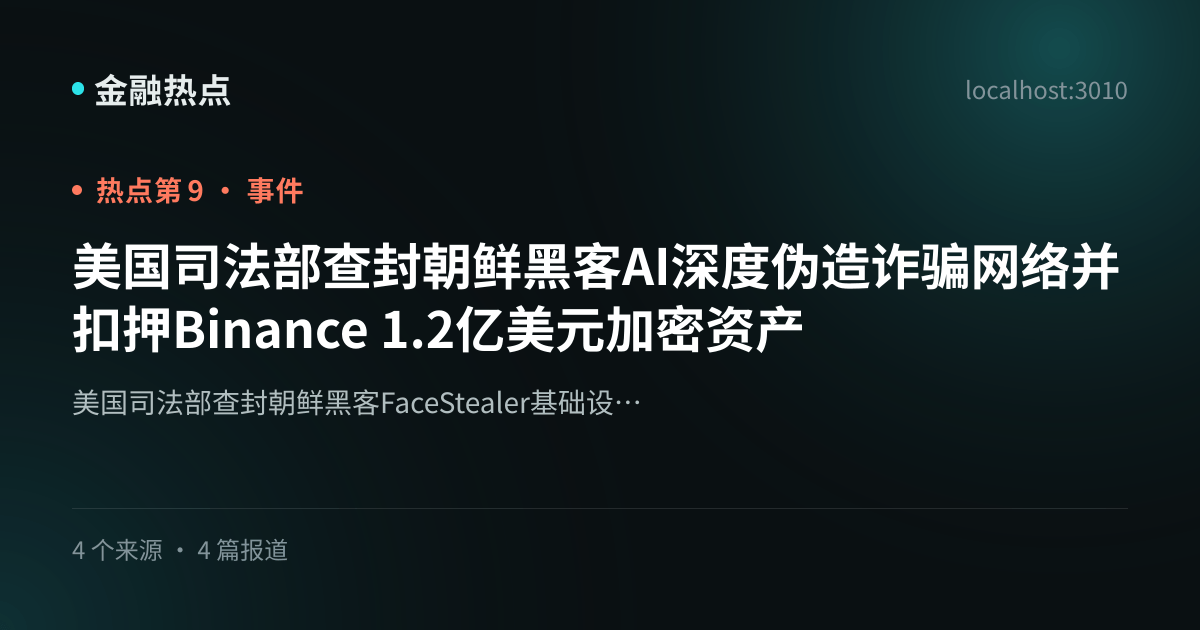 金融热点
localhost:3010
热点第 9 · 事件
美国司法部查封朝鲜黑客AI深度伪造诈骗网络并
扣押Binance 1.2亿美元加密资产
美国司法部查封朝鲜黑客FaceStealer基础设…
4 个来源 · 4 篇报道